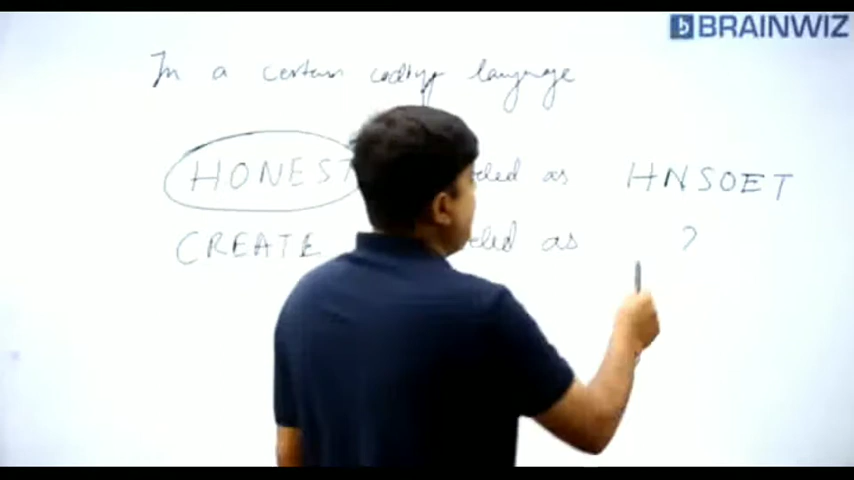 BRAINWIZ
In a certain coding language
HONEST as HNSOET
CREATE as ?